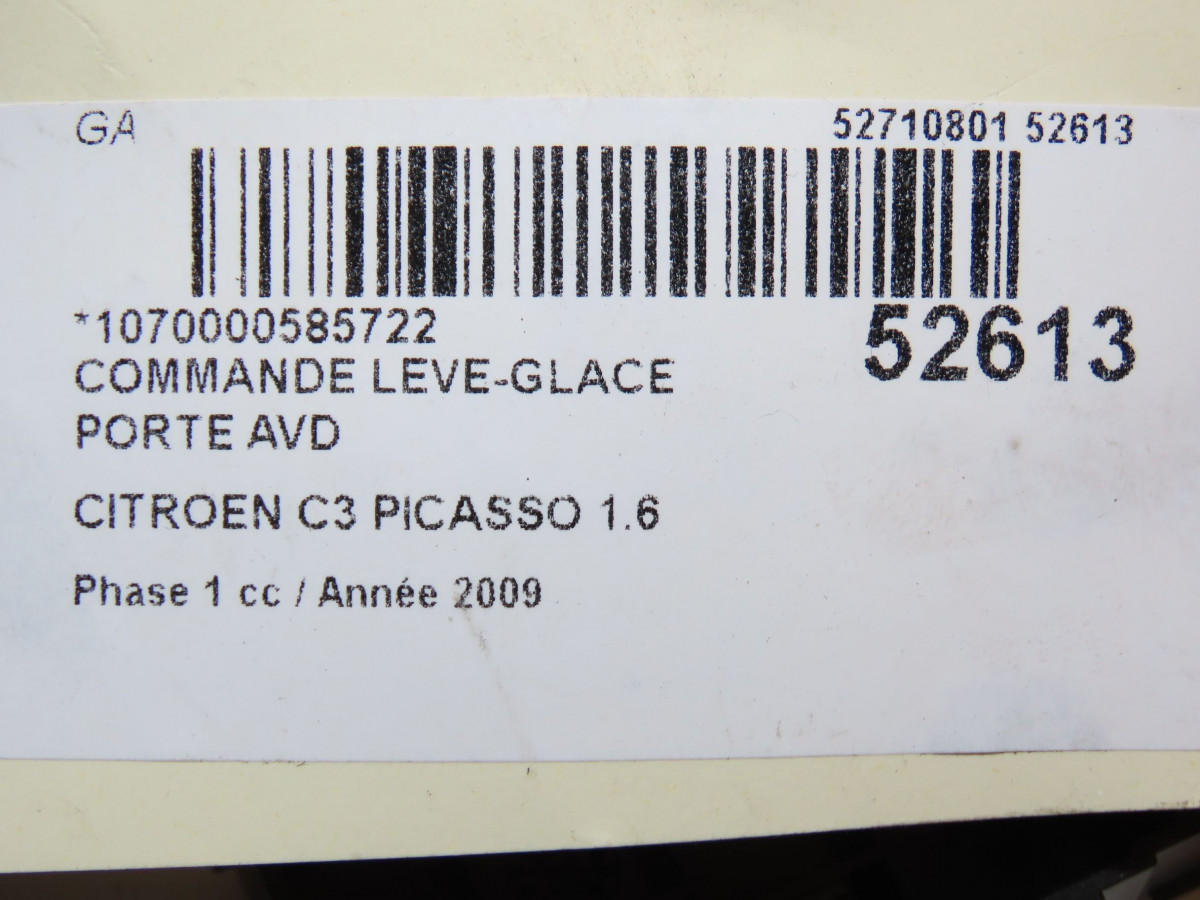 GA
52710801 52613
*1070000585722
52613
COMMANDE LEVE-GLACE
PORTE AVD
CITROEN C3 PICASSO 1.6
Phase 1 cc / Année 2009